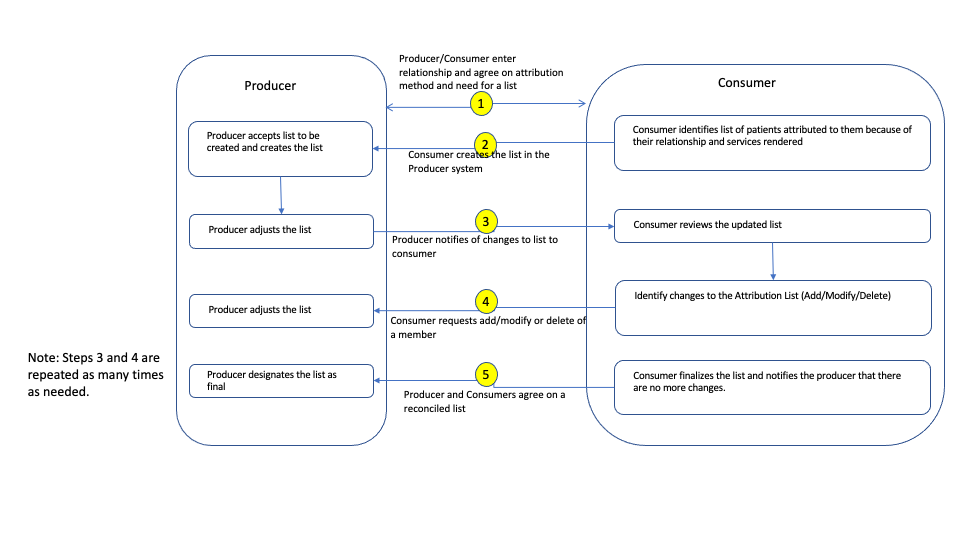 Producer/Consumer enter
relationship and agree on attribution
method and need for a list
Producer
Consumer
1
Producer accepts list to be
created and creates the list
2
Consumer creates the list in the
Producer system
Consumer identifies list of patients attributed to them because of
their relationship and services rendered
Producer adjusts the list
3
Producer notifies of changes to list to
consumer
Consumer reviews the updated list
Producer adjusts the list
4
Consumer requests add/modify or delete of
a member
Identify changes to the Attribution List (Add/Modify/Delete)
Note: Steps 3 and 4 are
repeated as many times
as needed.
Producer designates the list as
final
5
Producer and Consumers agree on a
reconciled list
Consumer finalizes the list and notifies the producer that there
are no more changes.